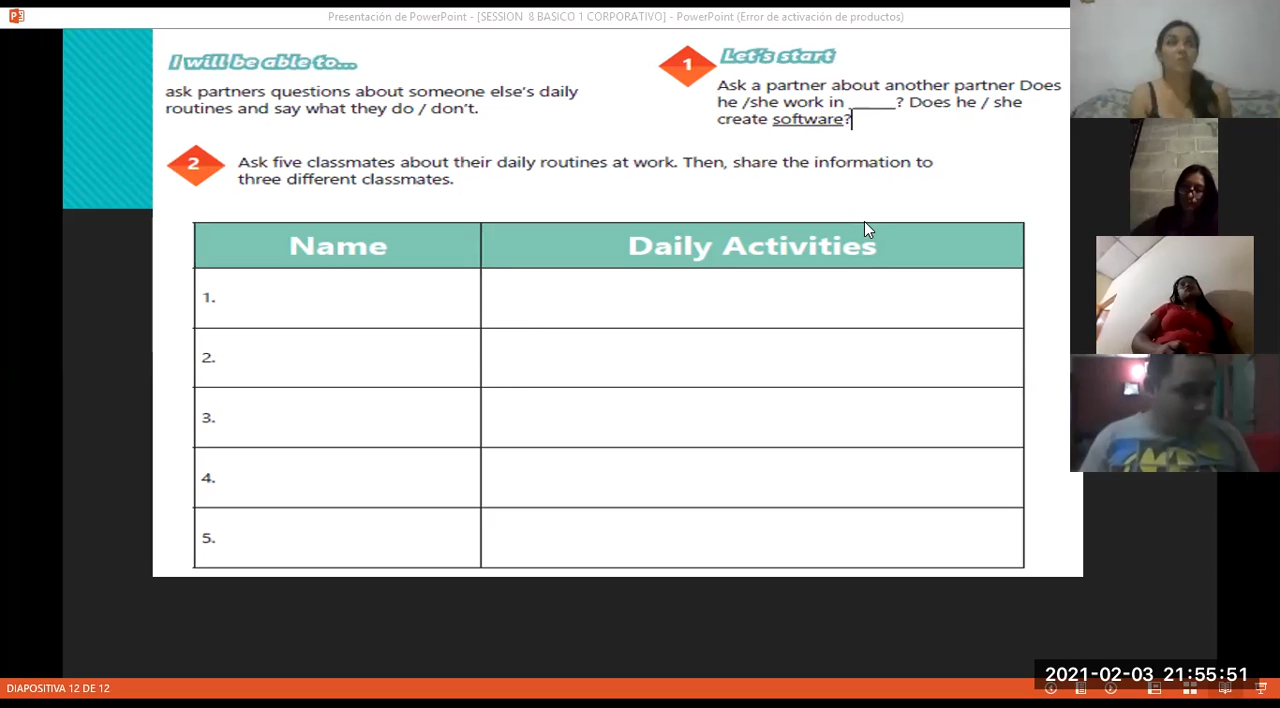 Presentación de PowerPoint - [SESSION 8 BASICO 1 CORPORATIVO] - PowerPoint (Error de activación de productos)
I will be able to...
ask partners questions about someone else's daily
routines and say what they do / don't.
1
Let's start
Ask a partner about another partner Does
he /she work in _____? Does he / she
create software?
2
Ask five classmates about their daily routines at work. Then, share the information to
three different classmates.
Name
Daily Activities
1.
2.
3.
4.
5.
2021-02-03 21:55:51
DIAPOSITIVA 12 DE 12